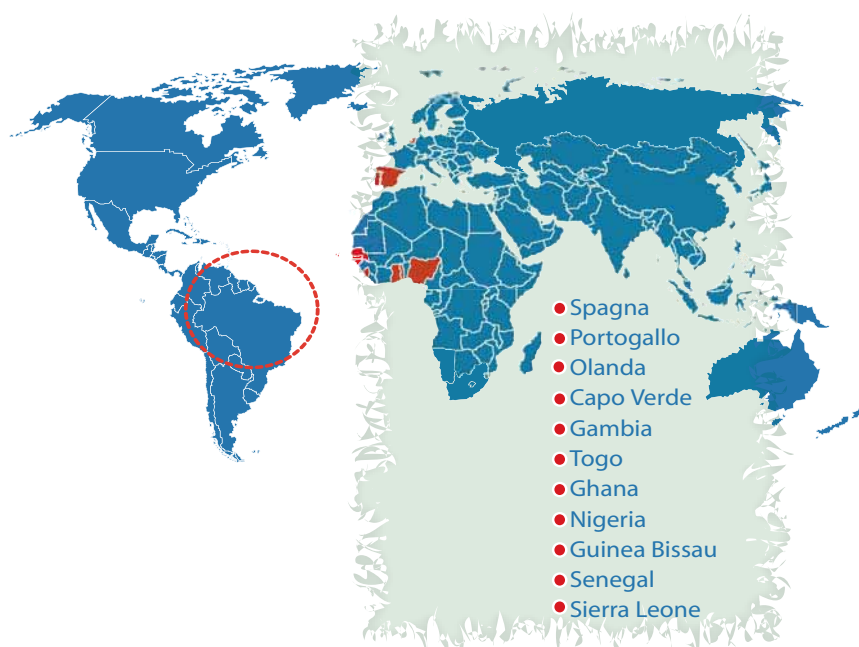 Spagna
Portogallo
Olanda
Capo Verde
Gambia
Togo
Ghana
Nigeria
Guinea Bissau
Senegal
Sierra Leone